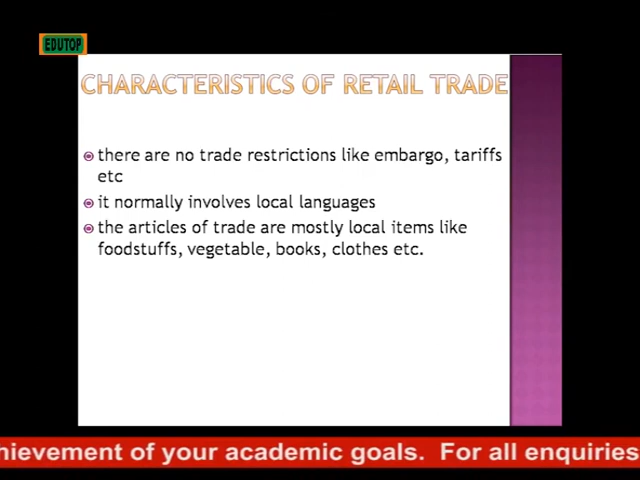 EDUTOP
CHARACTERISTICS OF RETAIL TRADE
there are no trade restrictions like embargo, tariffs
etc
it normally involves local languages
the articles of trade are mostly local items like
foodstuffs, vegetable, books, clothes etc.
hievement of your academic goals.  For all enquiries